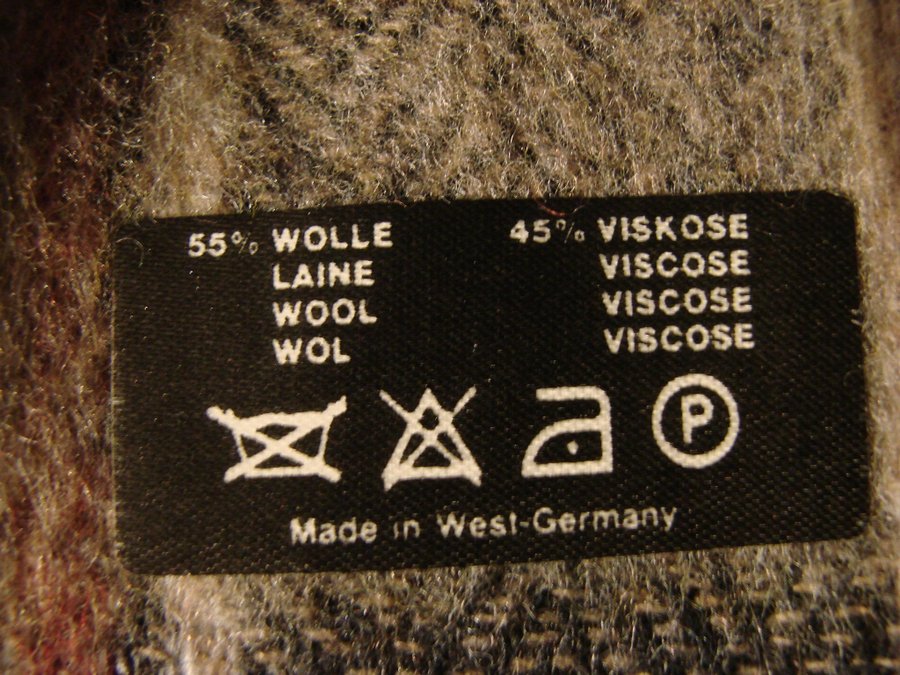 55% WOLLE
LAINE
WOOL
WOL
45% VISKOSE
VISCOSE
VISCOSE
VISCOSE
P
Made in West-Germany